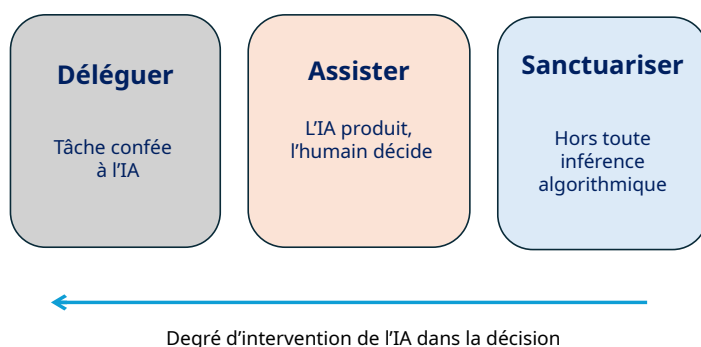 Déléguer
Tâche confée
à l’IA
Assister
L’IA produit,
l’humain décide
Sanctuariser
Hors toute
inférence
algorithmique
Degré d’intervention de l’IA dans la décision